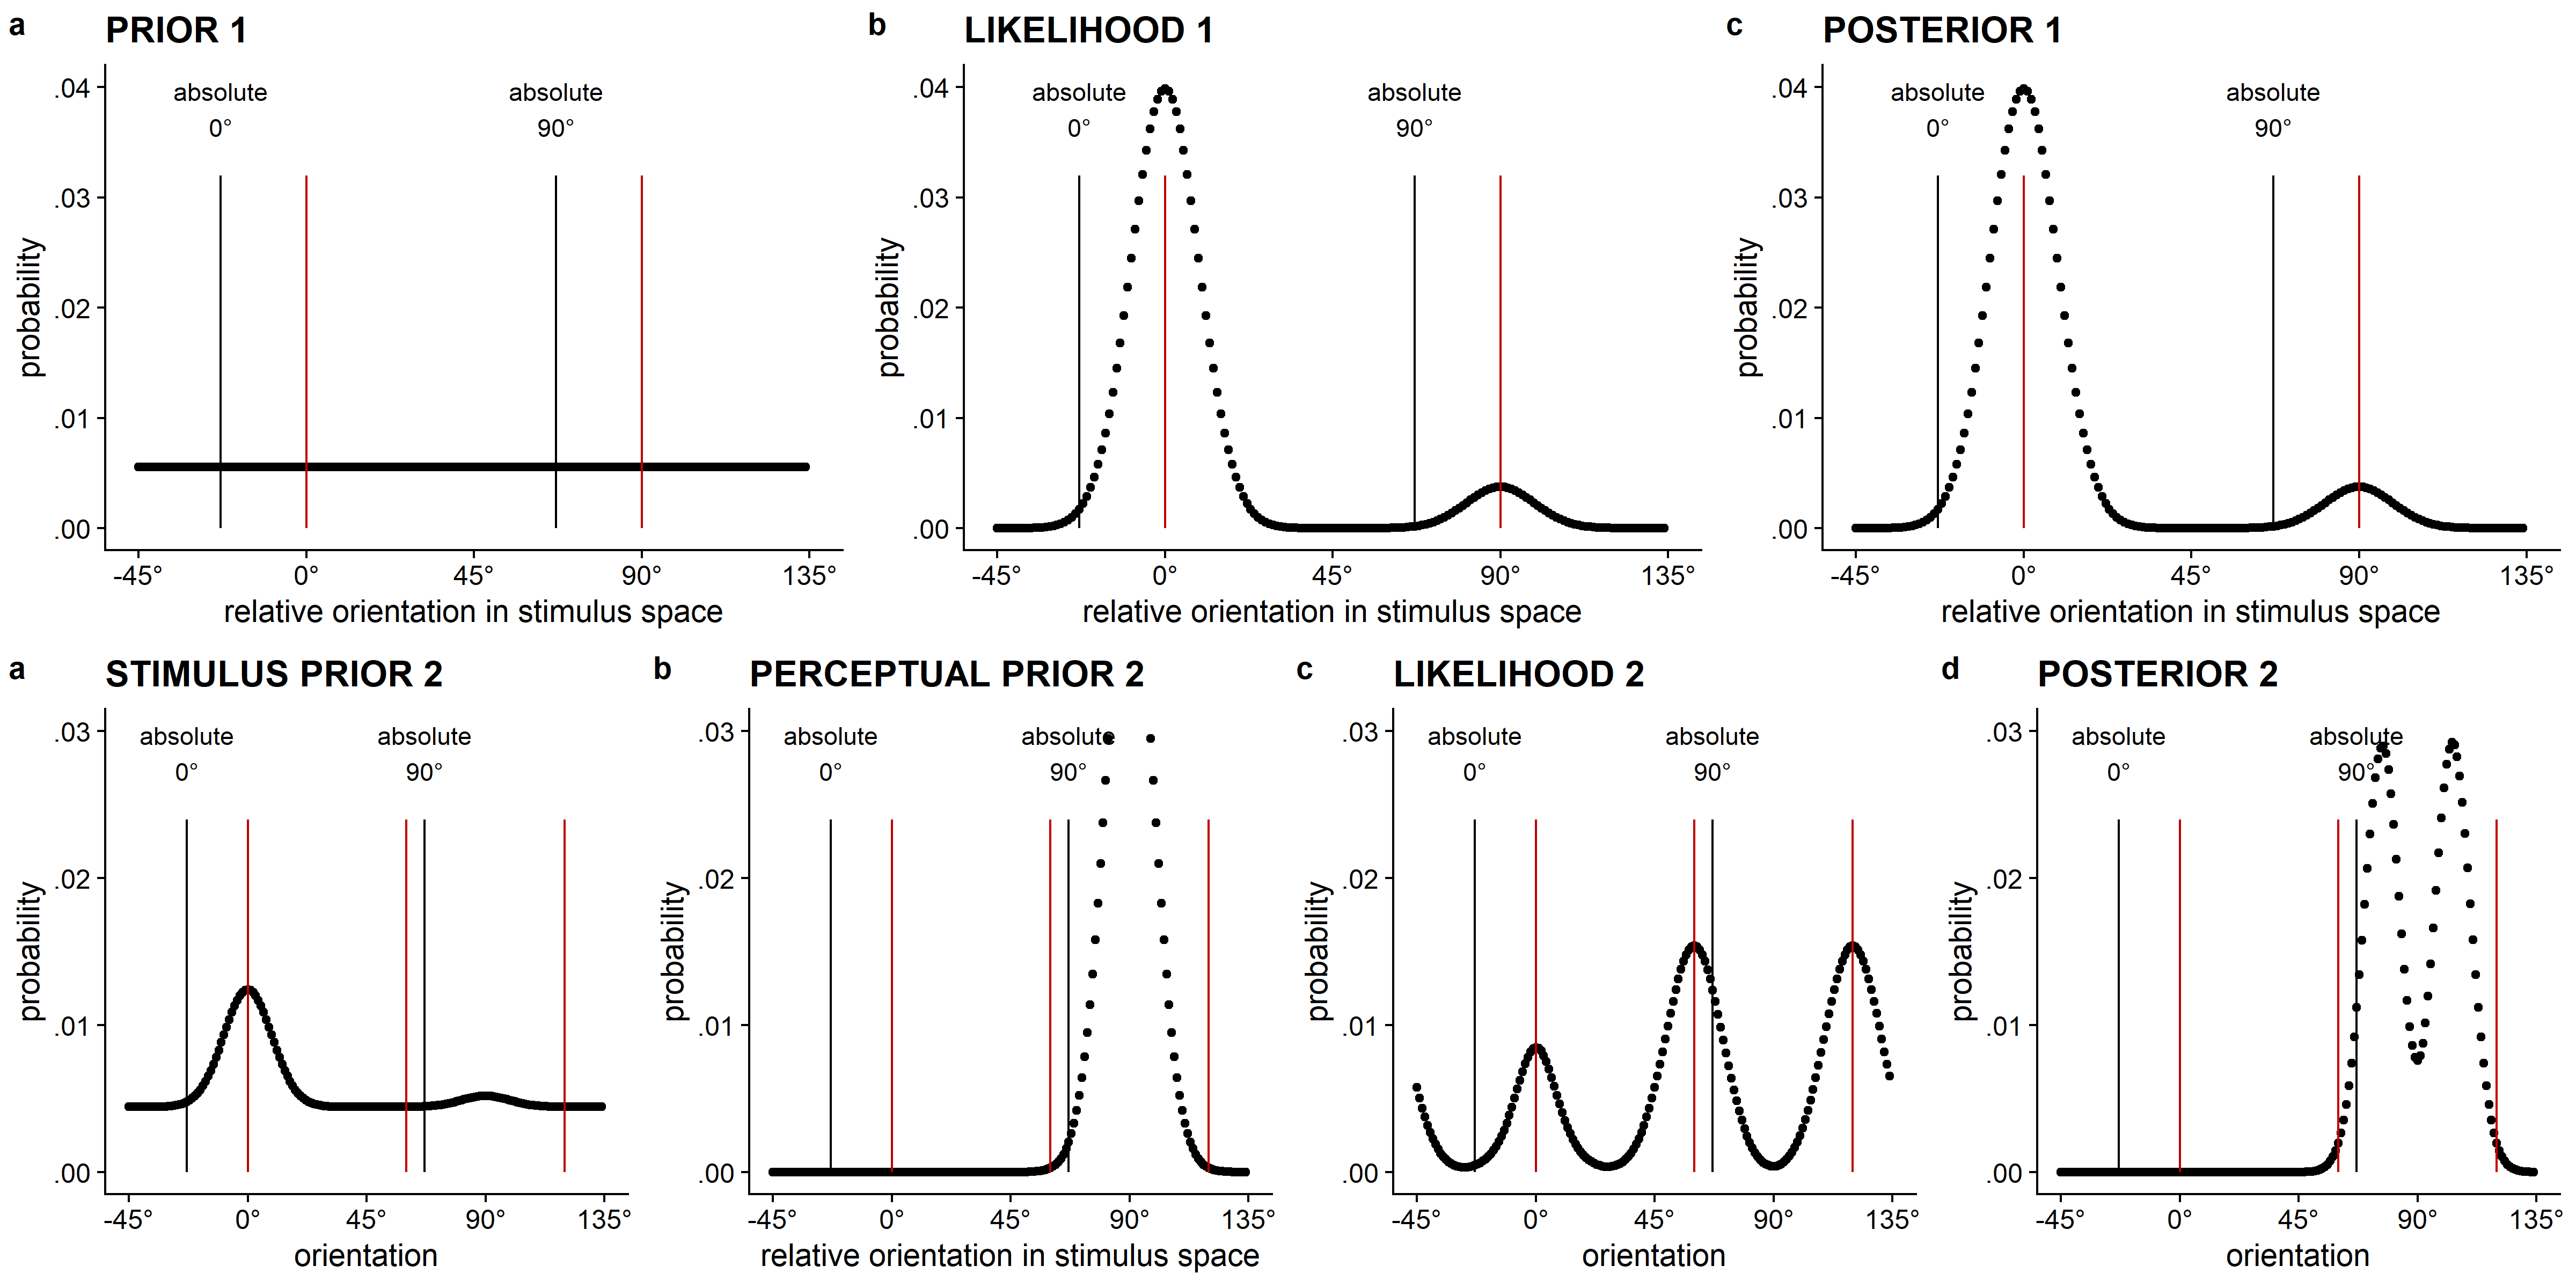 a PRIOR 1
absolute absolute
0° 90°
.04
.03
.02
.01
.00
probability
-45° 0° 45° 90° 135°
relative orientation in stimulus space
b LIKELIHOOD 1
absolute absolute
0° 90°
.04
.03
.02
.01
.00
probability
-45° 0° 45° 90° 135°
relative orientation in stimulus space
c POSTERIOR 1
absolute absolute
0° 90°
.04
.03
.02
.01
.00
probability
-45° 0° 45° 90° 135°
relative orientation in stimulus space
a STIMULUS PRIOR 2
absolute absolute
0° 90°
.03
.02
.01
.00
probability
-45° 0° 45° 90° 135°
orientation
b PERCEPTUAL PRIOR 2
absolute absolute
0° 90°
.03
.02
.01
.00
probability
-45° 0° 45° 90° 135°
relative orientation in stimulus space
c LIKELIHOOD 2
absolute absolute
0° 90°
.03
.02
.01
.00
probability
-45° 0° 45° 90° 135°
orientation
d POSTERIOR 2
absolute absolute
0° 90°
.03
.02
.01
.00
probability
-45° 0° 45° 90° 135°
orientation